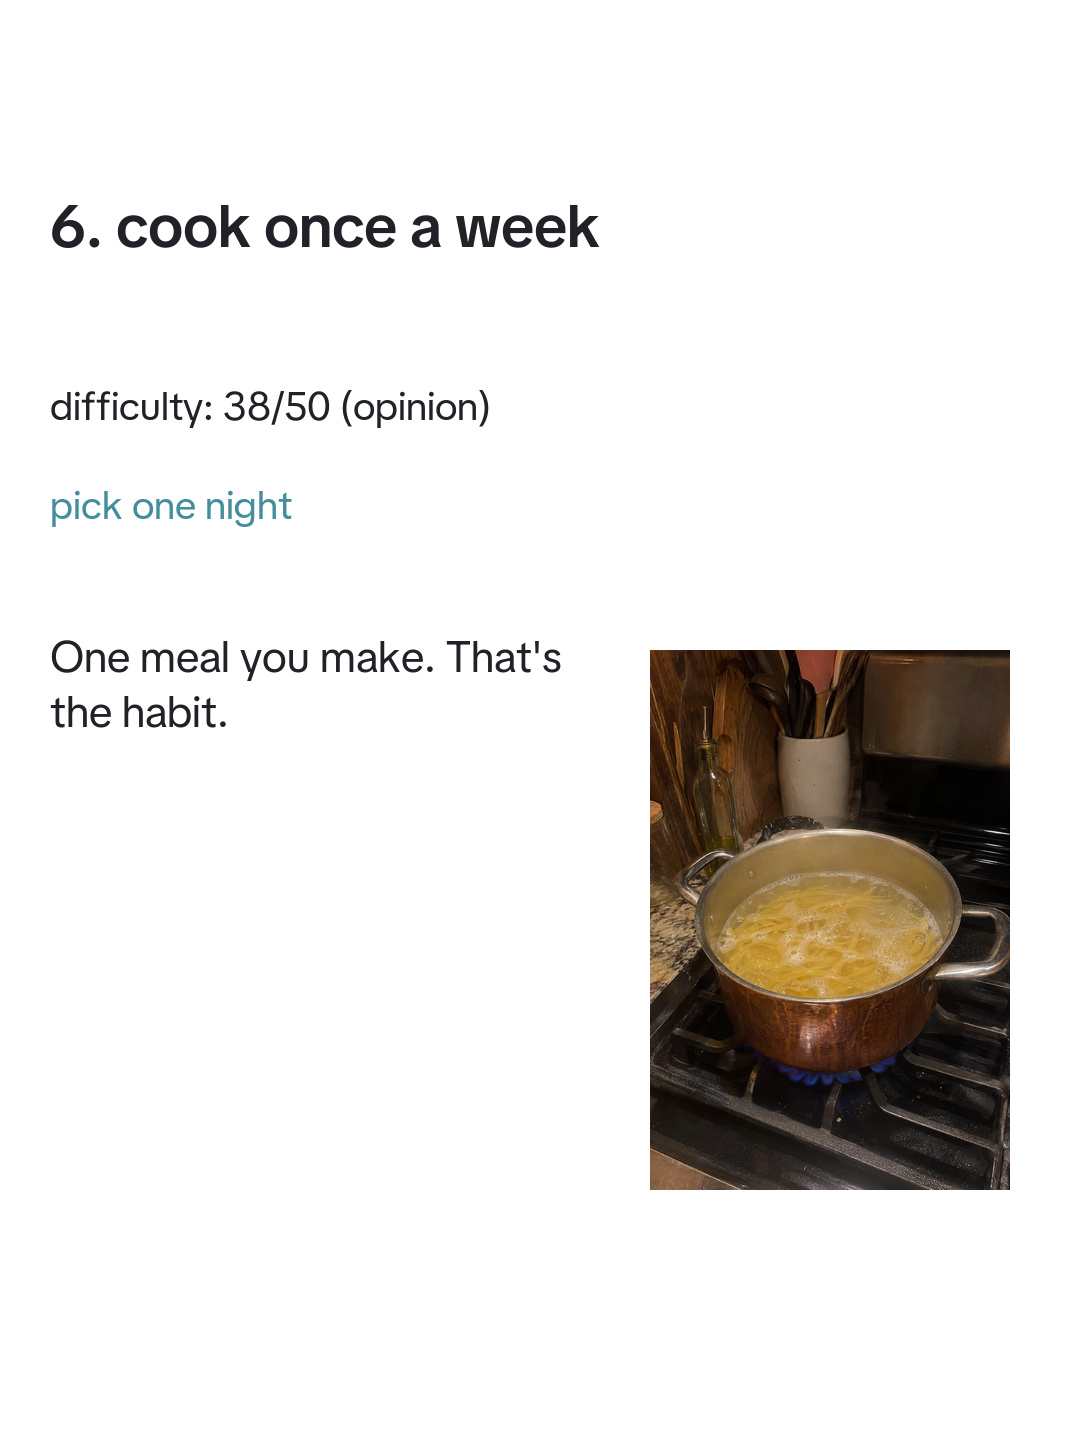 6. cook once a week
difficulty: 38/50 (opinion)
pick one night
One meal you make. That's
the habit.